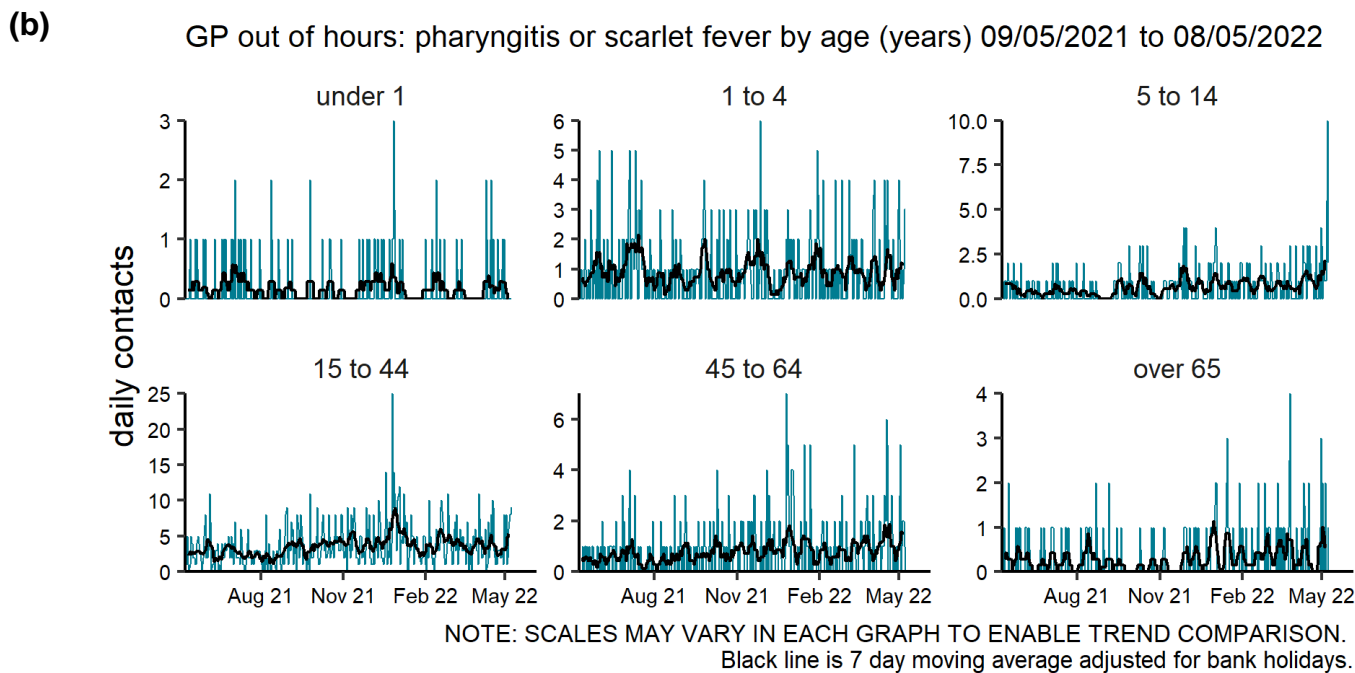 (b)
GP out of hours: pharyngitis or scarlet fever by age (years) 09/05/2021 to 08/05/2022
under 1
1 to 4
5 to 14
3
2
1
0
6
5
4
3
2
1
0
10.0
7.5
5.0
2.5
0.0
daily contacts
15 to 44
45 to 64
over 65
25
20
15
10
5
0
6
4
2
0
4
3
2
1
0
Aug 21 Nov 21 Feb 22 May 22
Aug 21 Nov 21 Feb 22 May 22
Aug 21 Nov 21 Feb 22 May 22
NOTE: SCALES MAY VARY IN EACH GRAPH TO ENABLE TREND COMPARISON.
Black line is 7 day moving average adjusted for bank holidays.